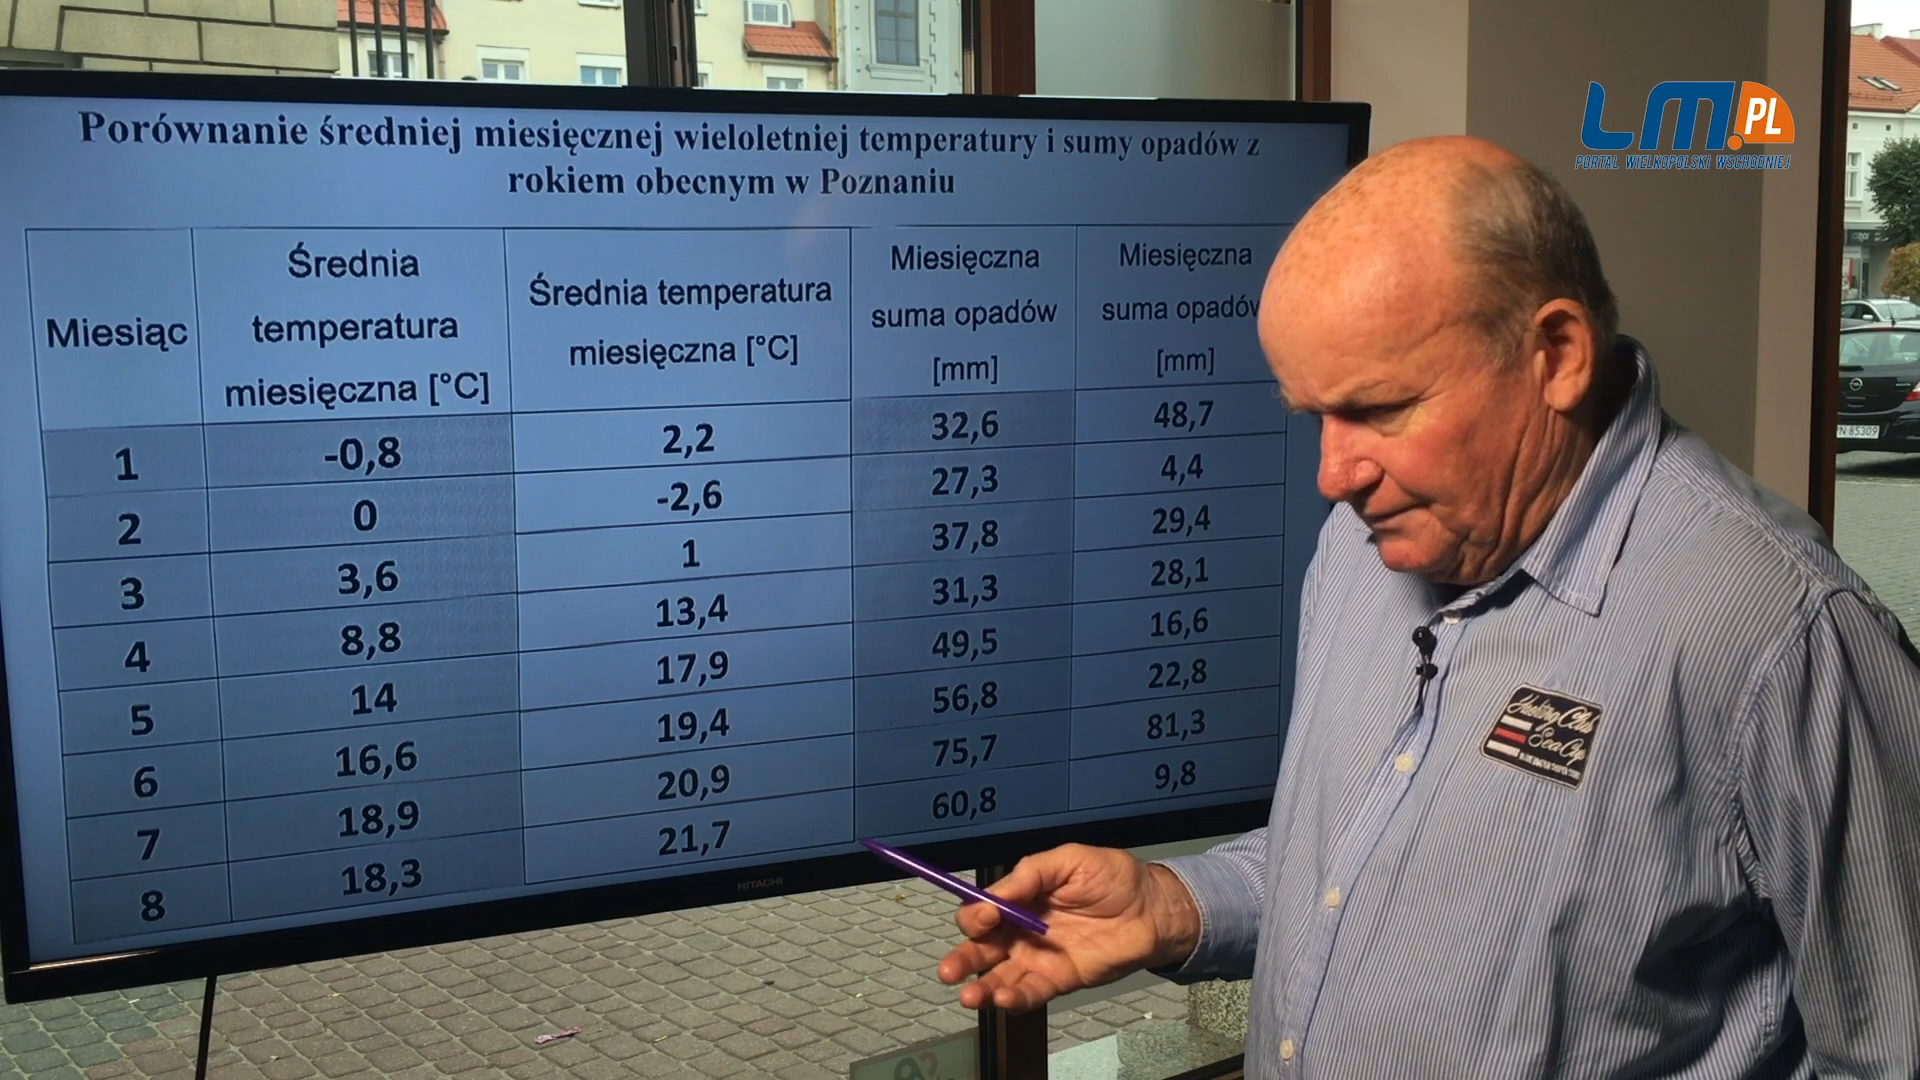 LM.PL
PORTAL WIELKOPOLSKI WSCHODNIEJ
Porównanie średniej miesięcznej wieloletniej temperatury i sumy opadów z
rokiem obecnym w Poznaniu
Miesiąc
Średnia
temperatura
miesięczna [°C]
Średnia temperatura
miesięczna [°C]
Miesięczna
suma opadów
[mm]
Miesięczna
suma opadów
[mm]
1 -0,8 2,2 32,6 48,7
2 0 -2,6 27,3 4,4
3 3,6 1 37,8 29,4
4 8,8 13,4 31,3 28,1
5 14 17,9 49,5 16,6
6 16,6 19,4 56,8 22,8
7 18,9 20,9 75,7 81,3
8 18,3 21,7 60,8 9,8
HITACHI
N 85309